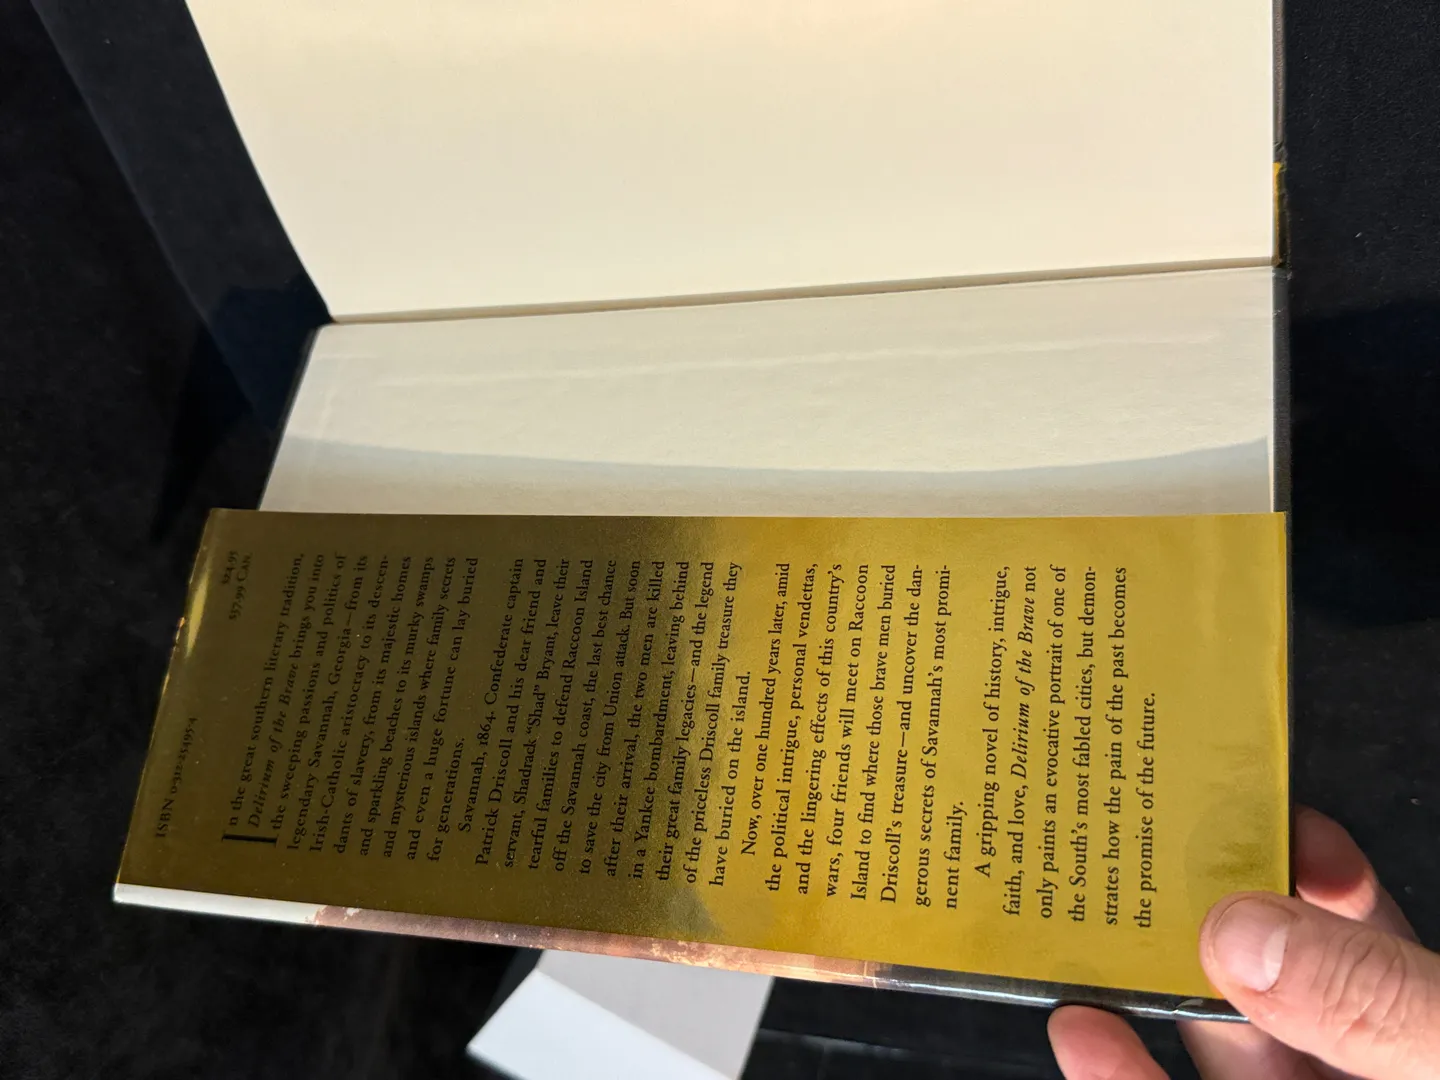 ISBN 0-312-25495-4
$24.95
$37.99 CAN.
In the great southern literary tradition,
Delirium of the Brave brings you into
the sweeping passions and politics of
legendary Savannah, Georgia—from its
Irish-Catholic aristocracy to its descen-
dants of slavery, from its majestic homes
and sparkling beaches to its murky swamps
and mysterious islands where family secrets
and even a huge fortune can lay buried
for generations.
Savannah, 1864. Confederate captain
Patrick Driscoll and his dear friend and
servant, Shadrack “Shad” Bryant, leave their
tearful families to defend Raccoon Island
off the Savannah coast, the last best chance
to save the city from Union attack. But soon
after their arrival, the two men are killed
in a Yankee bombardment, leaving behind
their great family legacies—and the legend
of the priceless Driscoll family treasure they
have buried on the island.
Now, over one hundred years later, amid
the political intrigue, personal vendettas,
and the lingering effects of this country’s
wars, four friends will meet on Raccoon
Island to find where those brave men buried
Driscoll’s treasure—and uncover the dan-
gerous secrets of Savannah’s most promi-
nent family.
A gripping novel of history, intrigue,
faith, and love, Delirium of the Brave not
only paints an evocative portrait of one of
the South’s most fabled cities, but demon-
strates how the pain of the past becomes
the promise of the future.